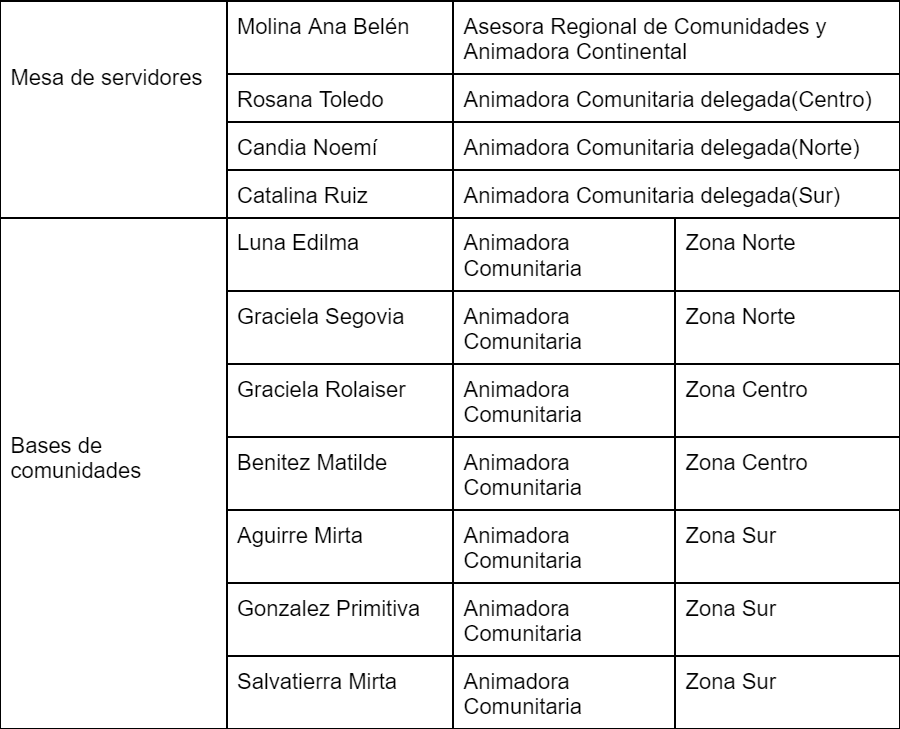 Mesa de servidores
Molina Ana Belén
Asesora Regional de Comunidades y
Animadora Continental
Rosana Toledo
Animadora Comunitaria delegada(Centro)
Candia Noemí
Animadora Comunitaria delegada(Norte)
Catalina Ruiz
Animadora Comunitaria delegada(Sur)
Bases de
comunidades
Luna Edilma
Animadora
Comunitaria
Zona Norte
Graciela Segovia
Animadora
Comunitaria
Zona Norte
Graciela Rolaiser
Animadora
Comunitaria
Zona Centro
Benitez Matilde
Animadora
Comunitaria
Zona Centro
Aguirre Mirta
Animadora
Comunitaria
Zona Sur
Gonzalez Primitiva
Animadora
Comunitaria
Zona Sur
Salvatierra Mirta
Animadora
Comunitaria
Zona Sur